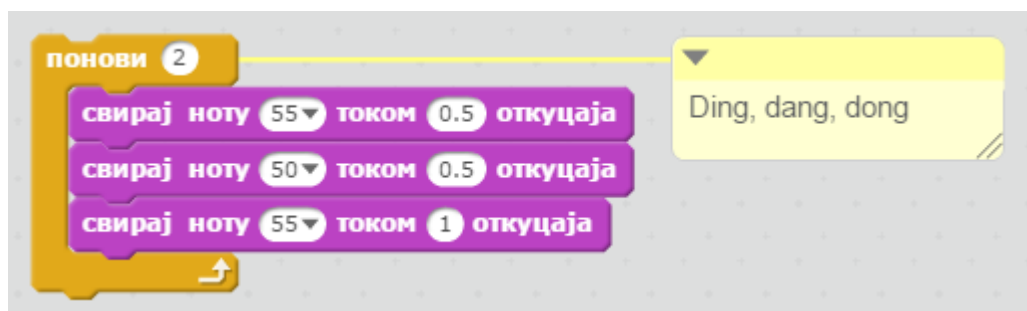 понови 2
Ding, dang, dong
свирај ноту 55 током 0.5 откуцаја
свирај ноту 50 током 0.5 откуцаја
свирај ноту 55 током 1 откуцаја